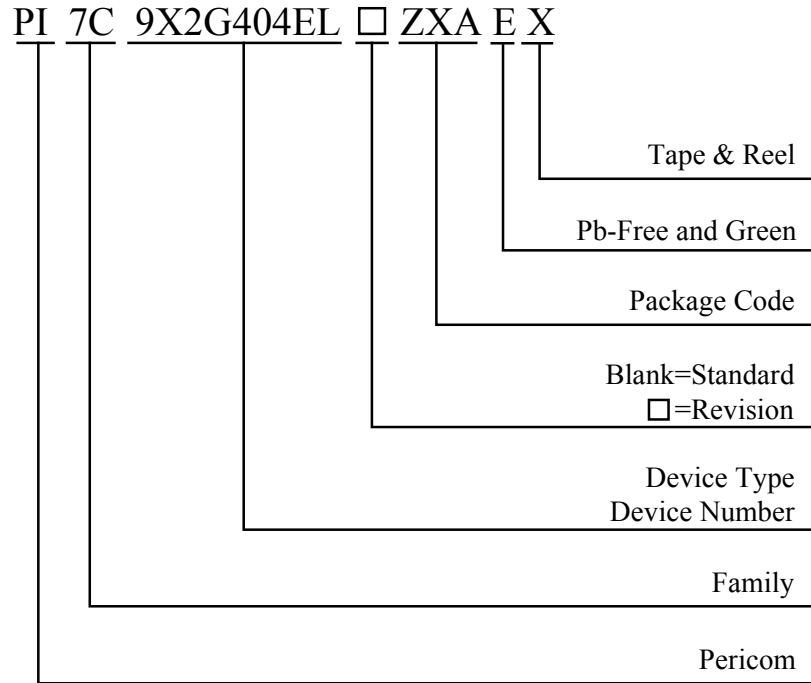 PI 7C 9X2G404EL □ ZXA E X
Tape & Reel
Pb-Free and Green
Package Code
Blank=Standard
□=Revision
Device Type
Device Number
Family
Pericom